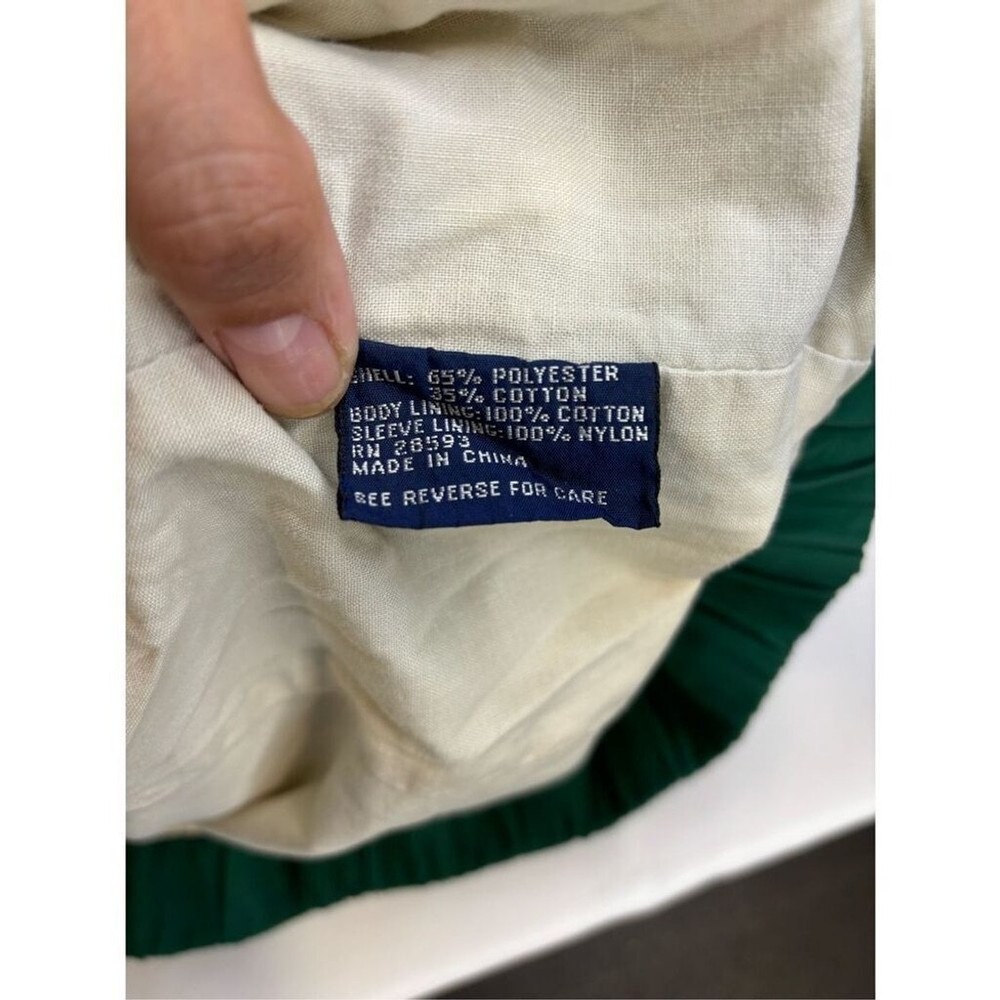 SHELL: 65% POLYESTER
35% COTTON
BODY LINING: 100% COTTON
SLEEVE LINING: 100% NYLON
RN 28593
MADE IN CHINA
SEE REVERSE FOR CARE